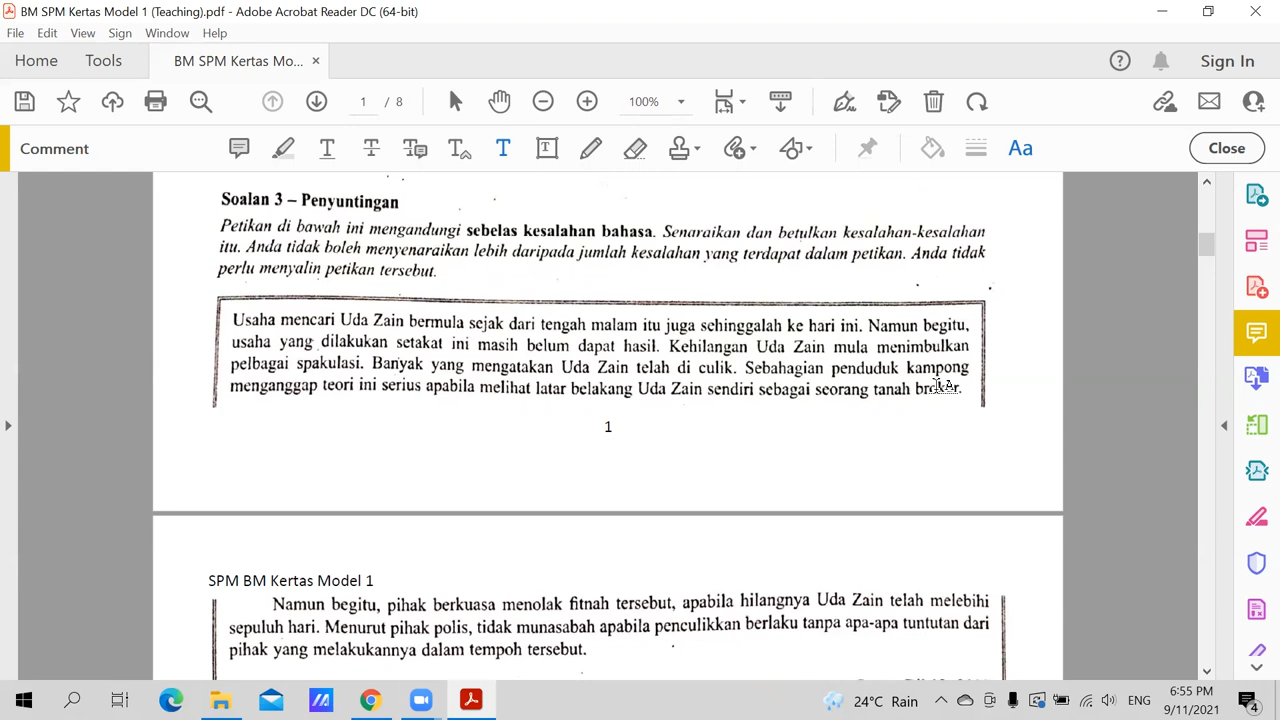 BM SPM Kertas Model 1 (Teaching).pdf - Adobe Acrobat Reader DC (64-bit)
File Edit View Sign Window Help
Home Tools BM SPM Kertas Mo... × Sign In
1 / 8 100%
Comment Close
Soalan 3 – Penyuntingan
Petikan di bawah ini mengandungi sebelas kesalahan bahasa. Senaraikan dan betulkan kesalahan-kesalahan
itu. Anda tidak boleh menyenaraikan lebih daripada jumlah kesalahan yang terdapat dalam petikan. Anda tidak
perlu menyalin petikan tersebut.
Usaha mencari Uda Zain bermula sejak dari tengah malam itu juga sehinggalah ke hari ini. Namun begitu,
usaha yang dilakukan setakat ini masih belum dapat hasil. Kehilangan Uda Zain mula menimbulkan
pelbagai spakulasi. Banyak yang mengatakan Uda Zain telah di culik. Sebahagian penduduk kampong
menganggap teori ini serius apabila melihat latar belakang Uda Zain sendiri sebagai seorang tanah
1
SPM BM Kertas Model 1
Namun begitu, pihak berkuasa menolak fitnah tersebut, apabila hilangnya Uda Zain telah melebihi
sepuluh hari. Menurut pihak polis, tidak munasabah apabila penculikkan berlaku tanpa apa-apa tuntutan dari
pihak yang melakukannya dalam tempoh tersebut.
24°C Rain ENG 6:55 PM
9/11/2021 4